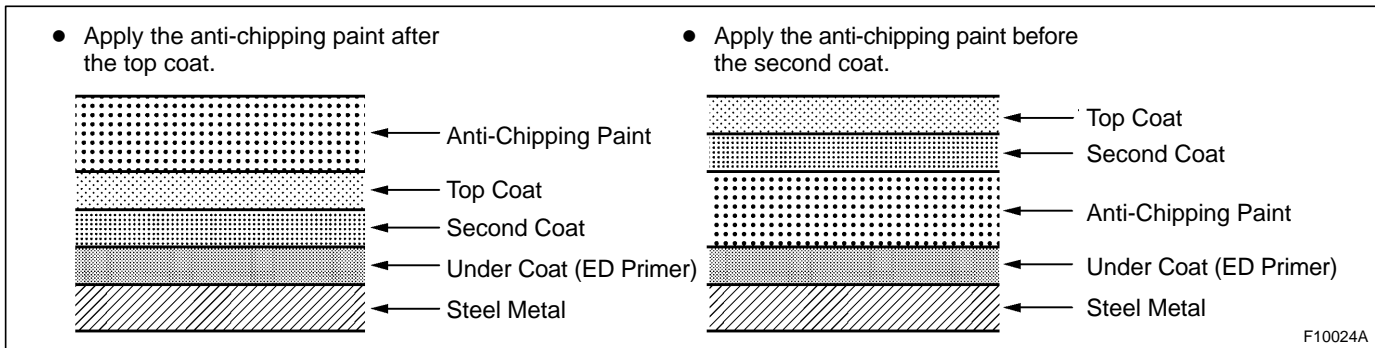 ● Apply the anti-chipping paint after
the top coat.
Anti-Chipping Paint
Top Coat
Second Coat
Under Coat (ED Primer)
Steel Metal
● Apply the anti-chipping paint before
the second coat.
Top Coat
Second Coat
Anti-Chipping Paint
Under Coat (ED Primer)
Steel Metal
F10024A